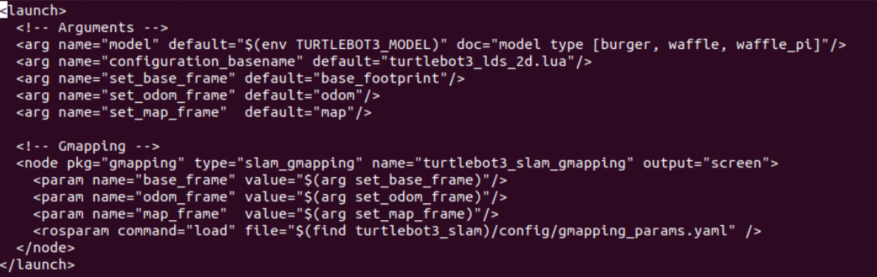 <launch>
  <!-- Arguments -->
  <arg name="model" default="$(env TURTLEBOT3_MODEL)" doc="model type [burger, waffle, waffle_pi]"/>
  <arg name="configuration_basename" default="turtlebot3_lds_2d.lua"/>
  <arg name="set_base_frame" default="base_footprint"/>
  <arg name="set_odom_frame" default="odom"/>
  <arg name="set_map_frame"  default="map"/>

  <!-- Gmapping -->
  <node pkg="gmapping" type="slam_gmapping" name="turtlebot3_slam_gmapping" output="screen">
    <param name="base_frame" value="$(arg set_base_frame)"/>
    <param name="odom_frame" value="$(arg set_odom_frame)"/>
    <param name="map_frame"  value="$(arg set_map_frame)"/>
    <rosparam command="load" file="$(find turtlebot3_slam)/config/gmapping_params.yaml" />
  </node>
</launch>